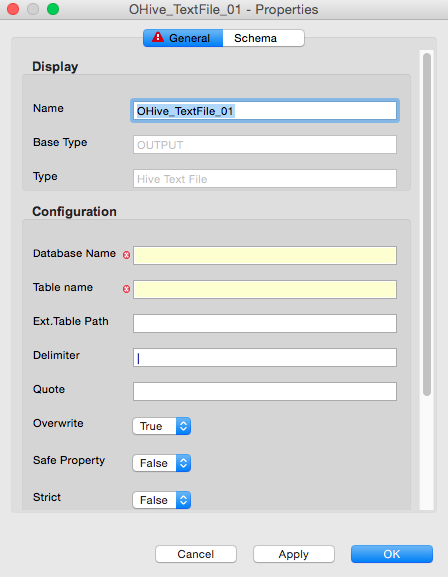 OHive_TextFile_01 - Properties
General Schema
Display
Name OHive_TextFile_01
Base Type OUTPUT
Type Hive Text File
Configuration
Database Name
Table name
Ext.Table Path
Delimiter |
Quote
Overwrite True
Safe Property False
Strict False
Cancel Apply OK